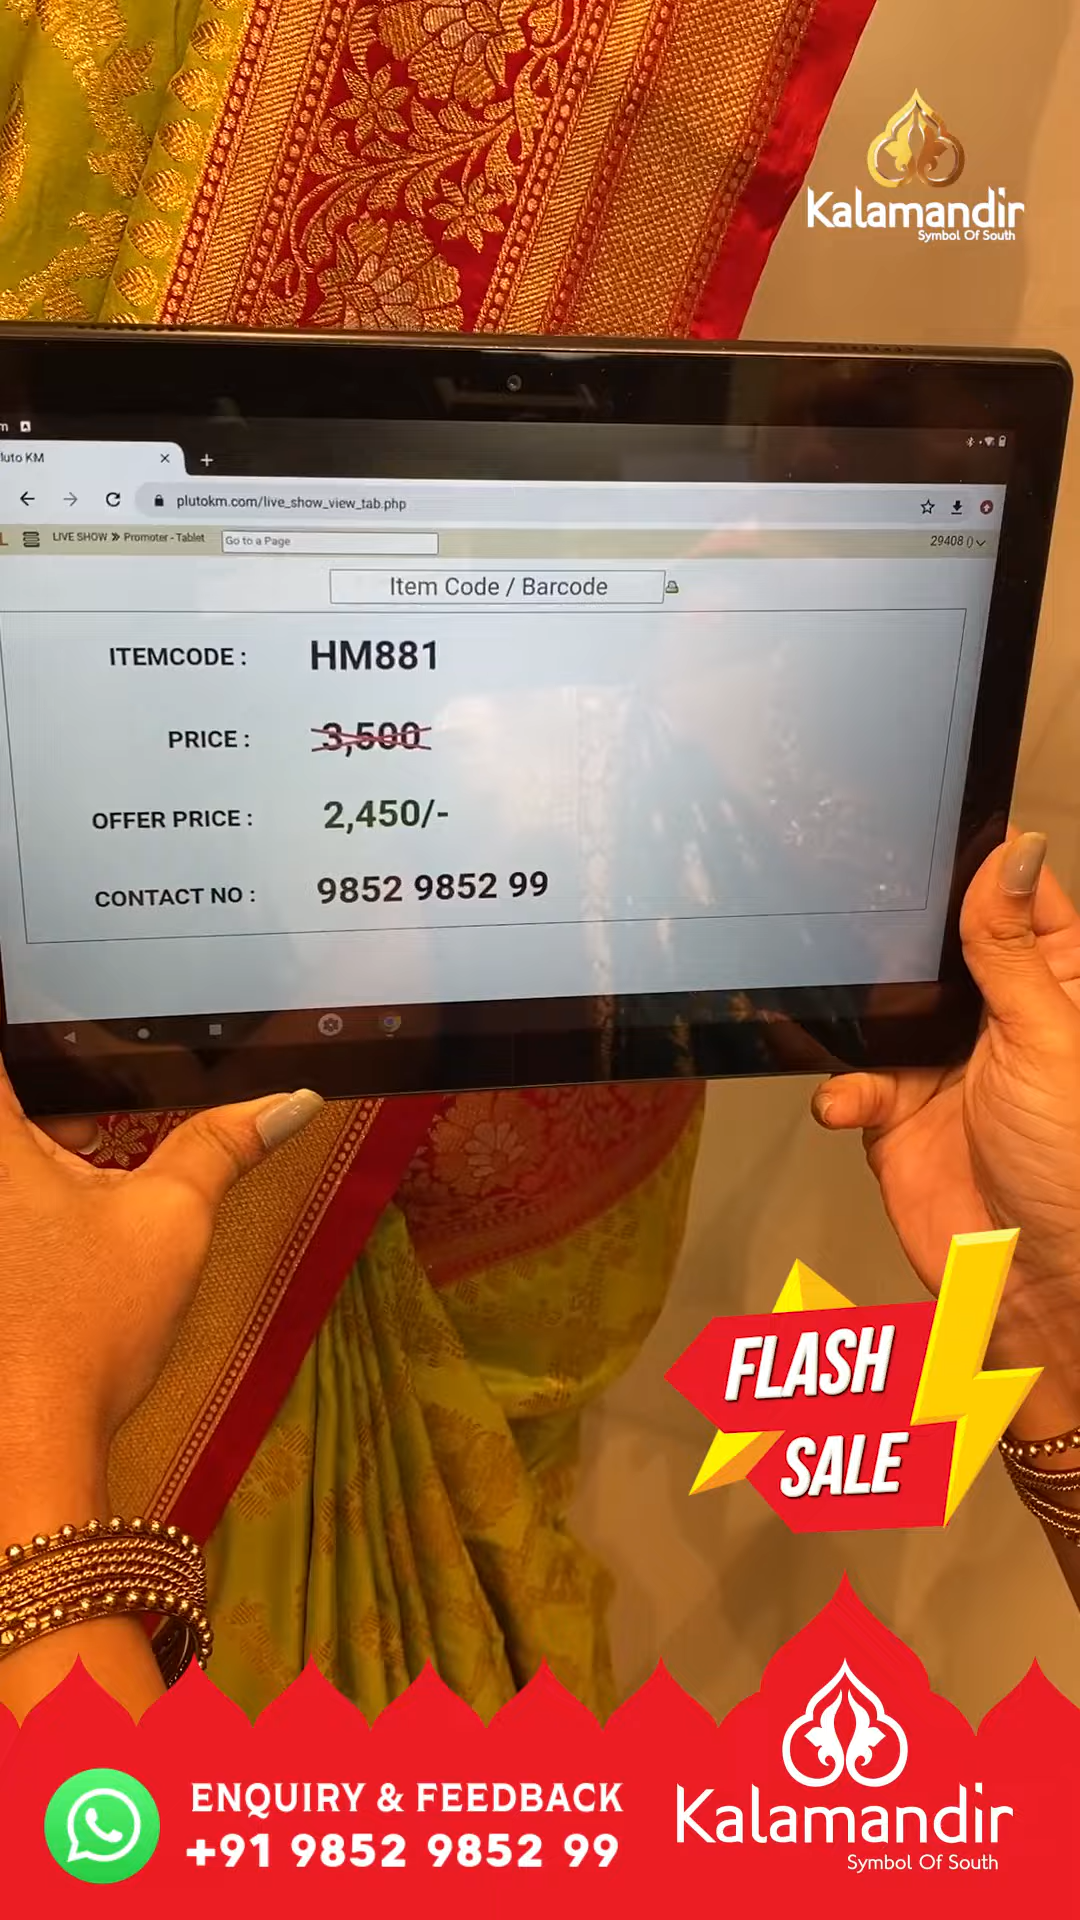 Kalamandir
Symbol Of South
luto KM
plutokm.com/live_show_view_tab.php
LIVE SHOW >> Promoter - Tablet
Go to a Page
29408 ()
Item Code / Barcode
ITEMCODE : HM881
PRICE : 3,500
OFFER PRICE : 2,450/-
CONTACT NO : 9852 9852 99
FLASH
SALE
ENQUIRY & FEEDBACK
+91 9852 9852 99
Kalamandir
Symbol Of South